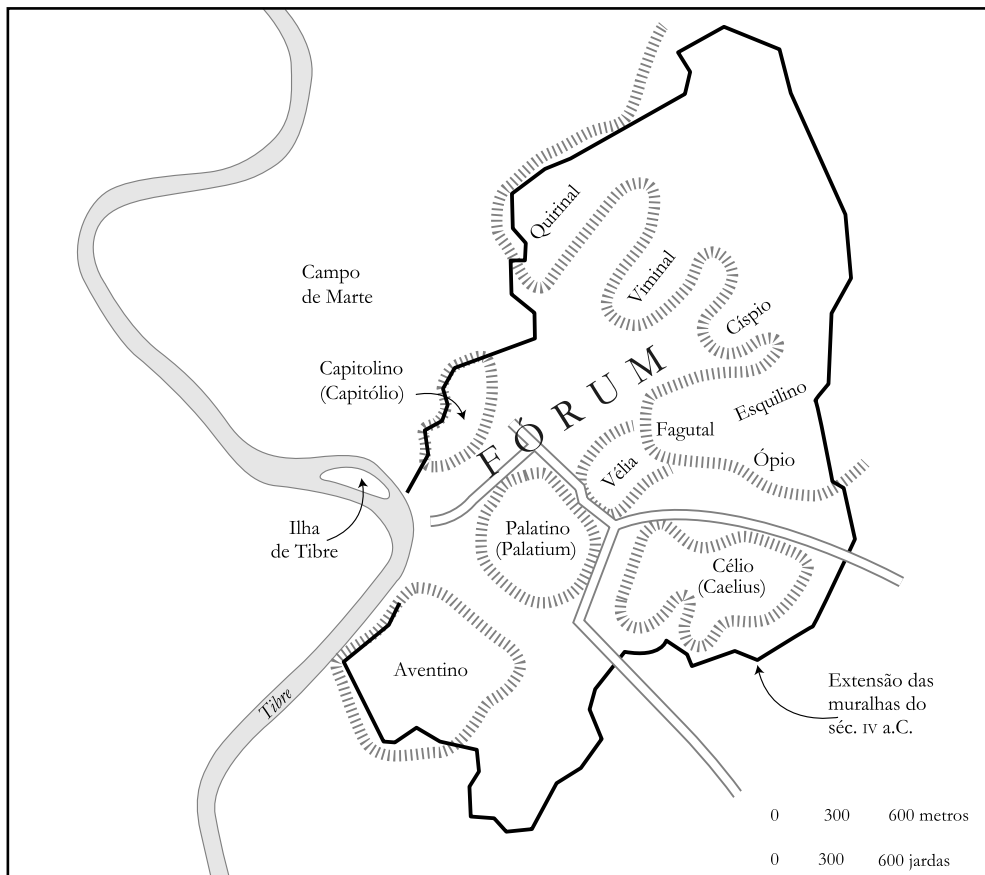 Quirinal
Campo
de Marte
Viminal
Císpio
Capitolino
(Capitólio)
FÓRUM
Esquilino
Fagutal
Vélia
Ópio
Ilha
de Tibre
Palatino
(Palatium)
Célio
(Caelius)
Aventino
Tibre
Extensão das
muralhas do
séc. IV a.C.
0 300 600 metros
0 300 600 jardas